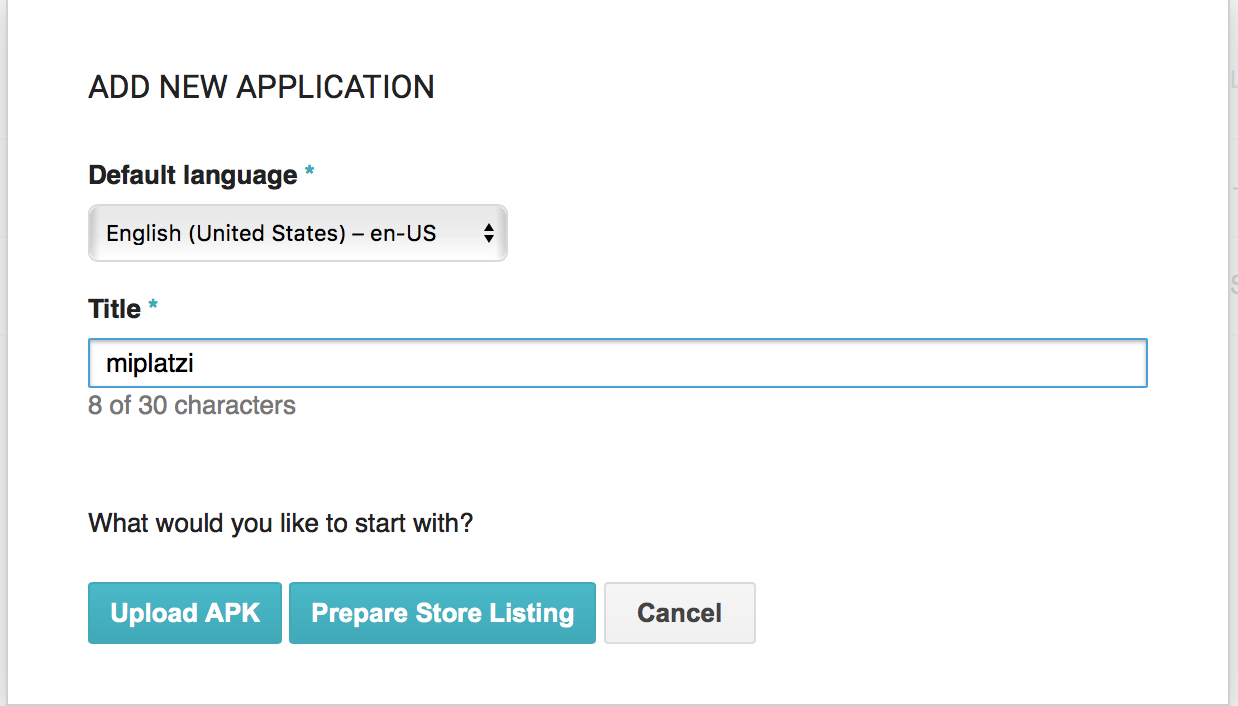 ADD NEW APPLICATION
Default language *
English (United States) – en-US
Title *
miplatzi
8 of 30 characters
What would you like to start with?
Upload APK Prepare Store Listing Cancel